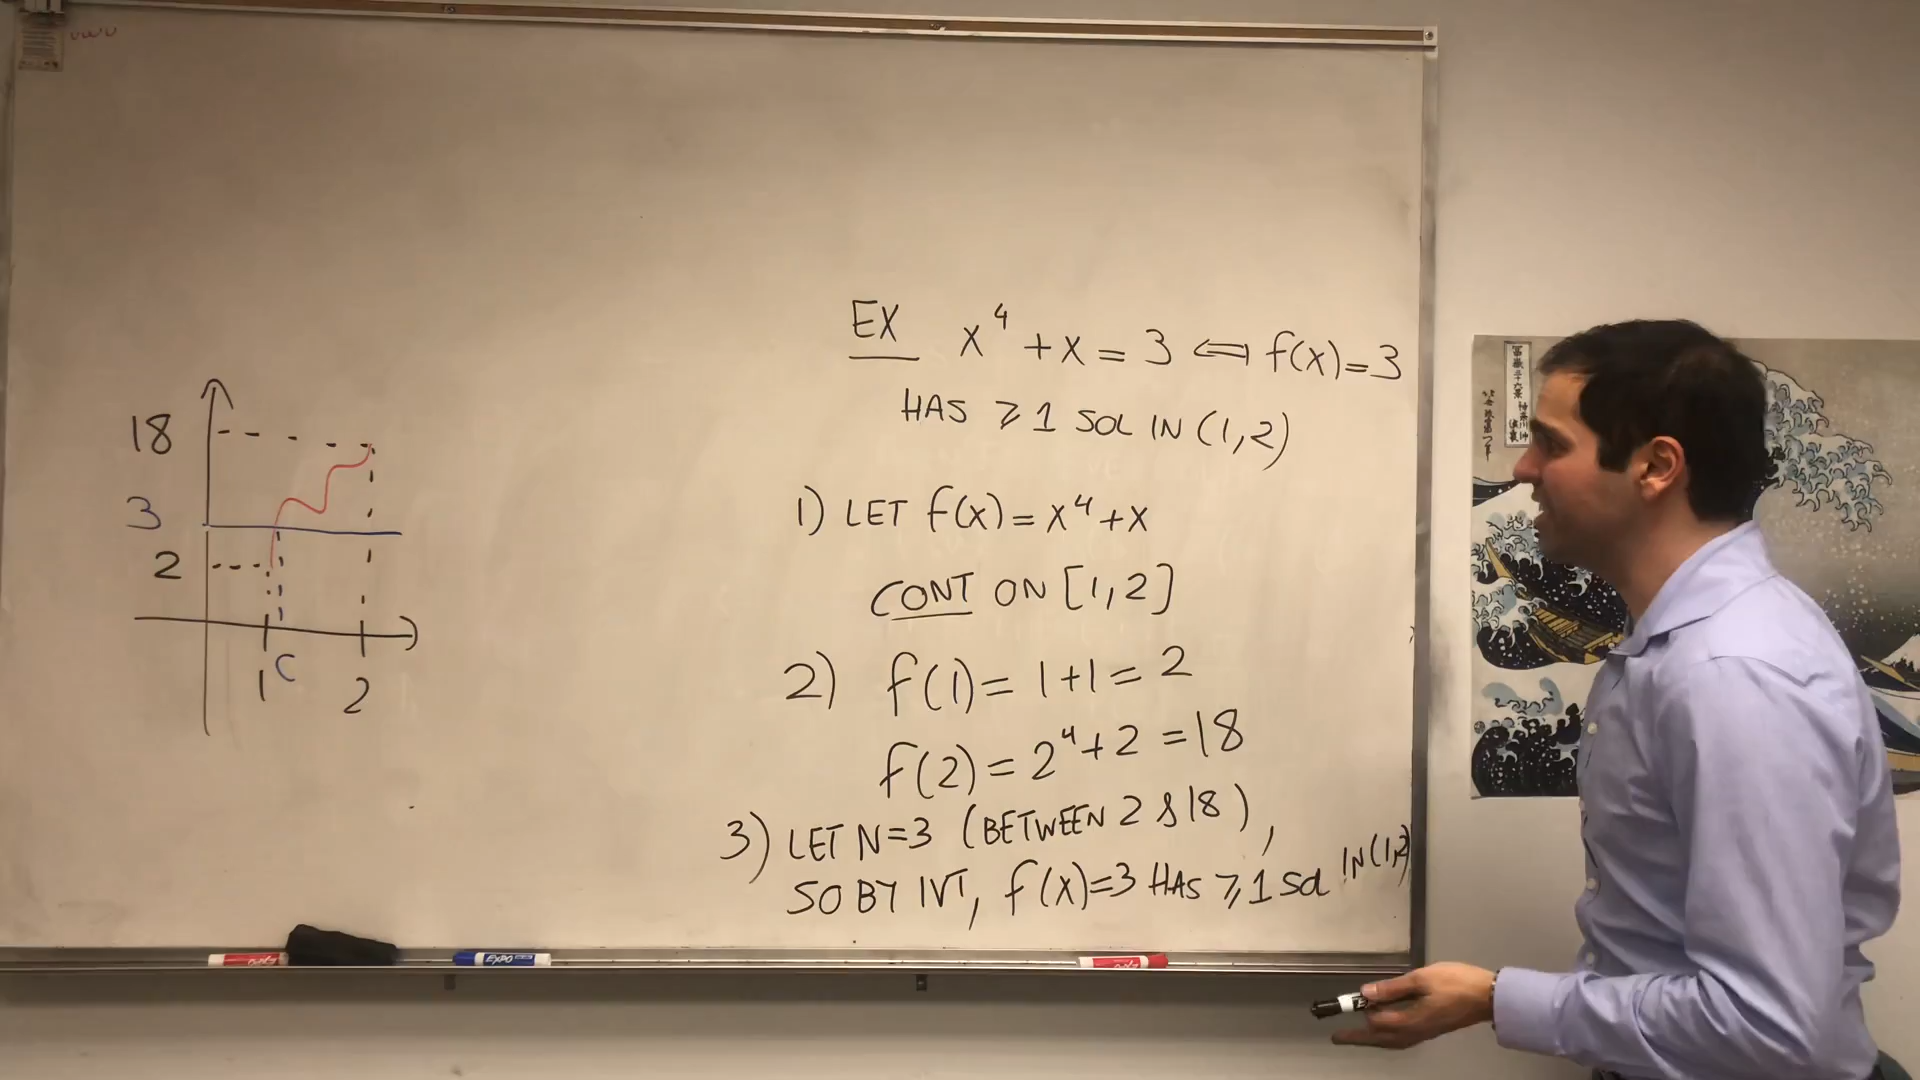 EX x⁴+x=3 ⟺ f(x)=3
HAS ⩾1 SOL IN (1,2)
1) LET f(x)=x⁴+x
CONT ON [1,2]
2) f(1)=1+1=2
f(2)=2⁴+2=18
3) LET N=3 (BETWEEN 2 & 18),
SO BY IVT, f(x)=3 HAS ⩾1 SOL IN (1,2)
18
3
2
1 C 2
EXPO